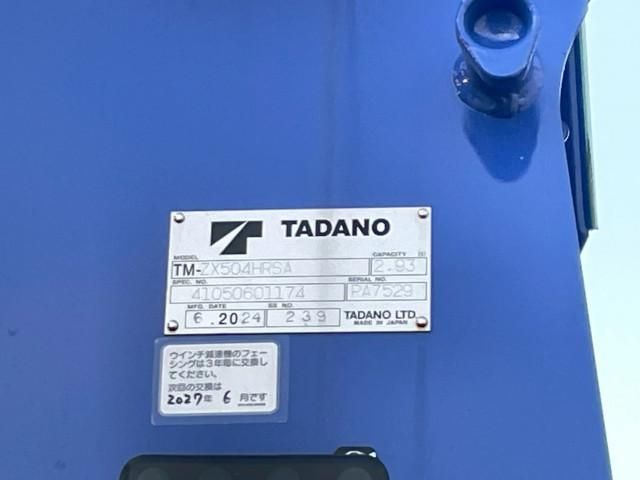 TADANO
MODEL CAPACITY (t)
TM-ZX504HRSA 2.93
SPEC. NO. SERIAL NO.
41050601174 PA7529
MFG. DATE SS NO.
6.2024 239 TADANO LTD.
MADE IN JAPAN
ウインチ減速機のフェー
シングは3年毎に交換し
てください。
次回の交換は
2027年 6 月です